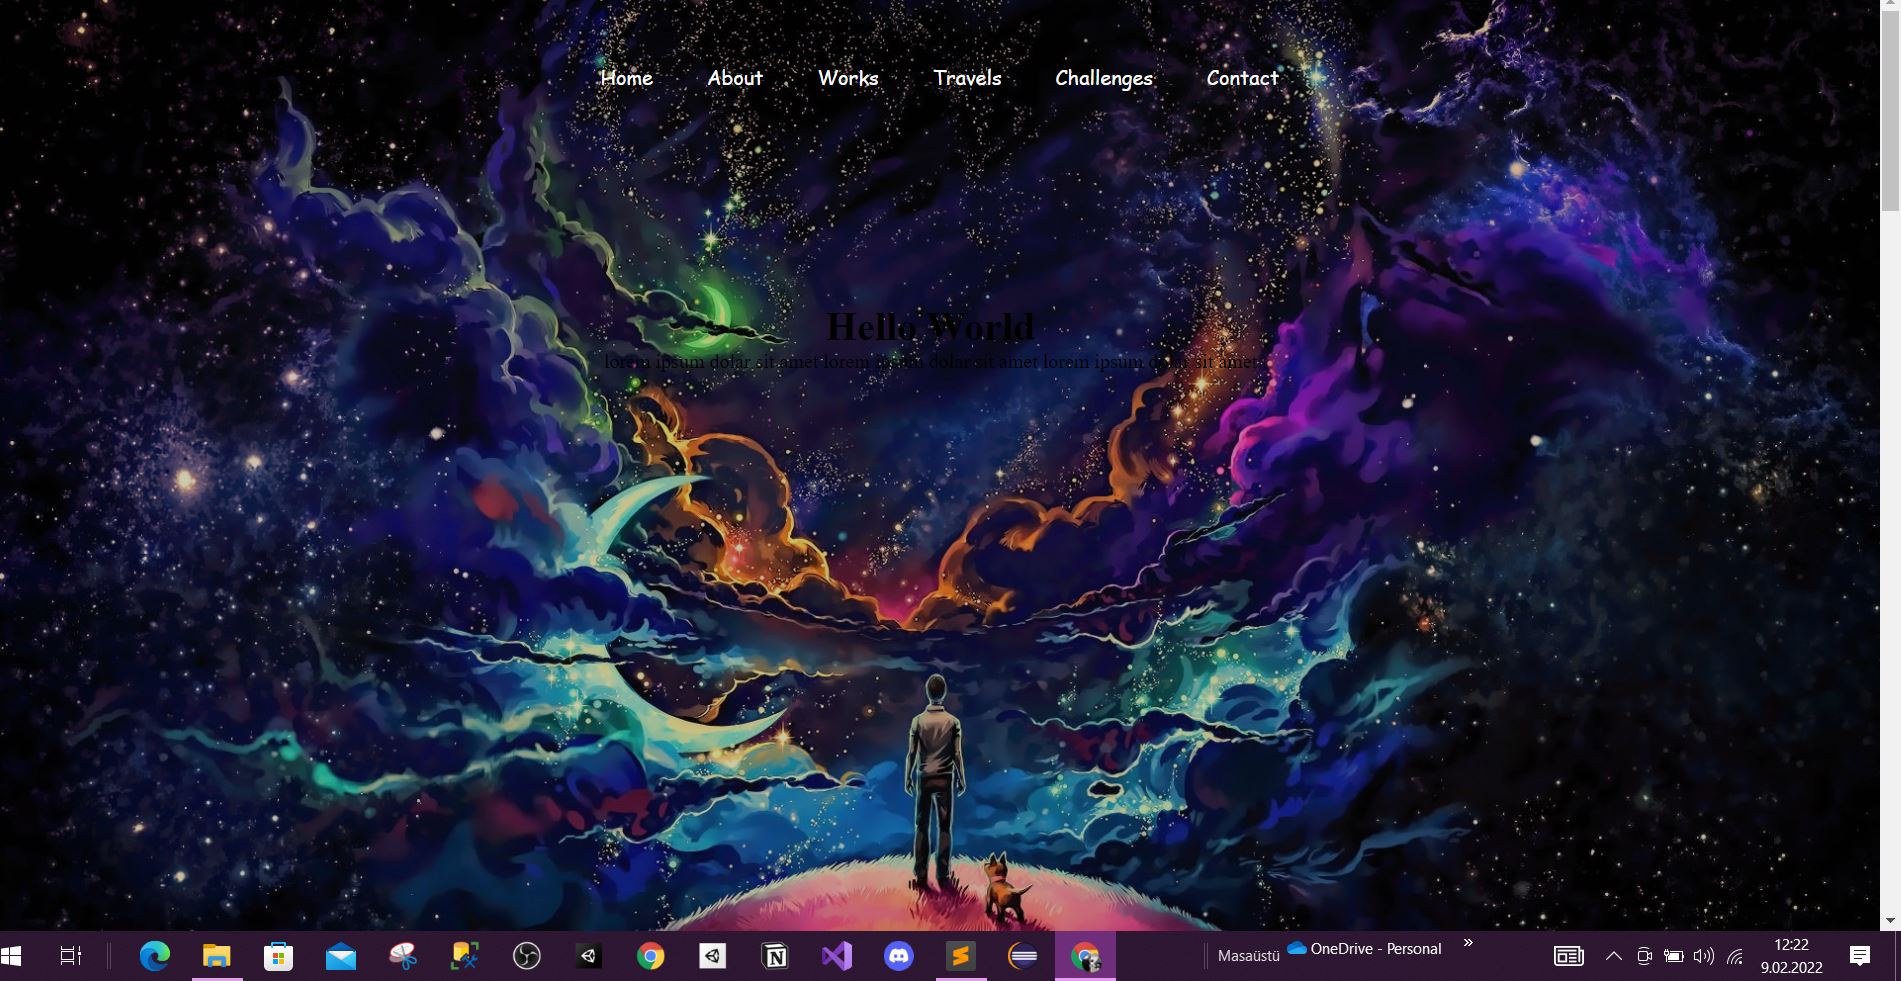 Home About Works Travels Challenges Contact
Hello World
lorem ipsum dolar sit amet lorem ipsum dolar sit amet lorem ipsum dolar sit amet
Masaüstü OneDrive - Personal »
12:22
9.02.2022